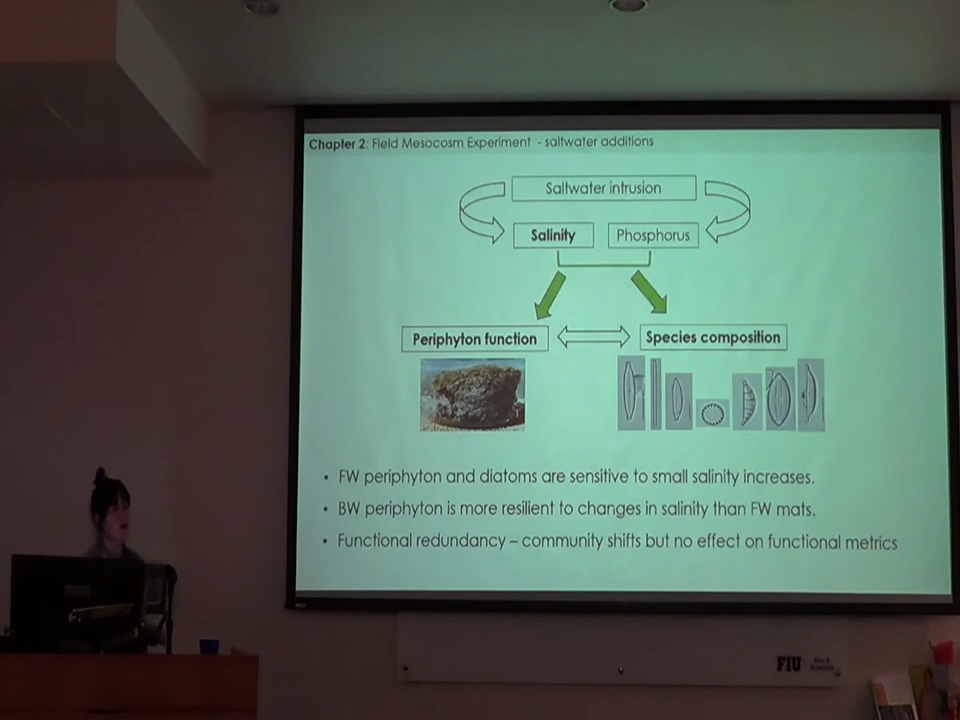 Chapter 2: Field Mesocosm Experiment - saltwater additions
Saltwater intrusion
Salinity
Phosphorus
Periphyton function
Species composition
• FW periphyton and diatoms are sensitive to small salinity increases.
• BW periphyton is more resilient to changes in salinity than FW mats.
• Functional redundancy – community shifts but no effect on functional metrics
FIU
Arts &
Sciences